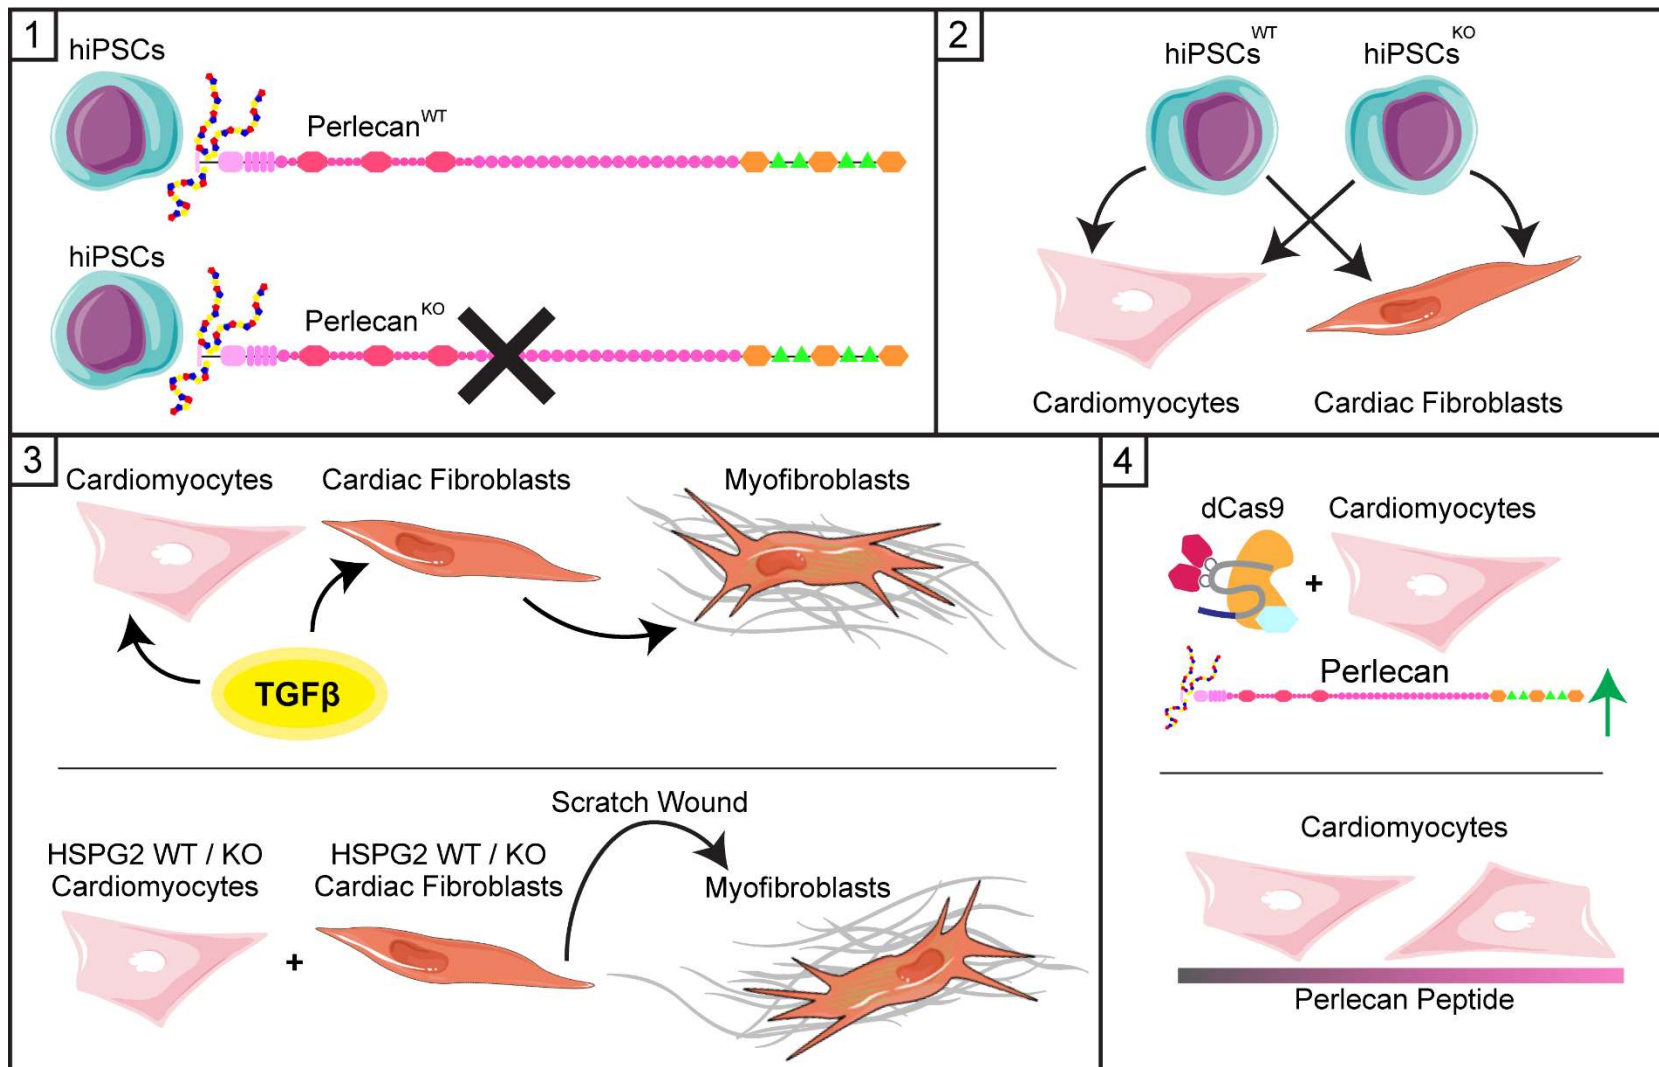 1
hiPSCs
Perlecan^WT
hiPSCs
Perlecan^KO
2
hiPSCs^WT
hiPSCs^KO
Cardiomyocytes
Cardiac Fibroblasts
3
Cardiomyocytes
Cardiac Fibroblasts
Myofibroblasts
TGFβ
Scratch Wound
HSPG2 WT / KO
Cardiomyocytes
+
HSPG2 WT / KO
Cardiac Fibroblasts
Myofibroblasts
4
dCas9
+
Cardiomyocytes
Perlecan
Cardiomyocytes
Perlecan Peptide